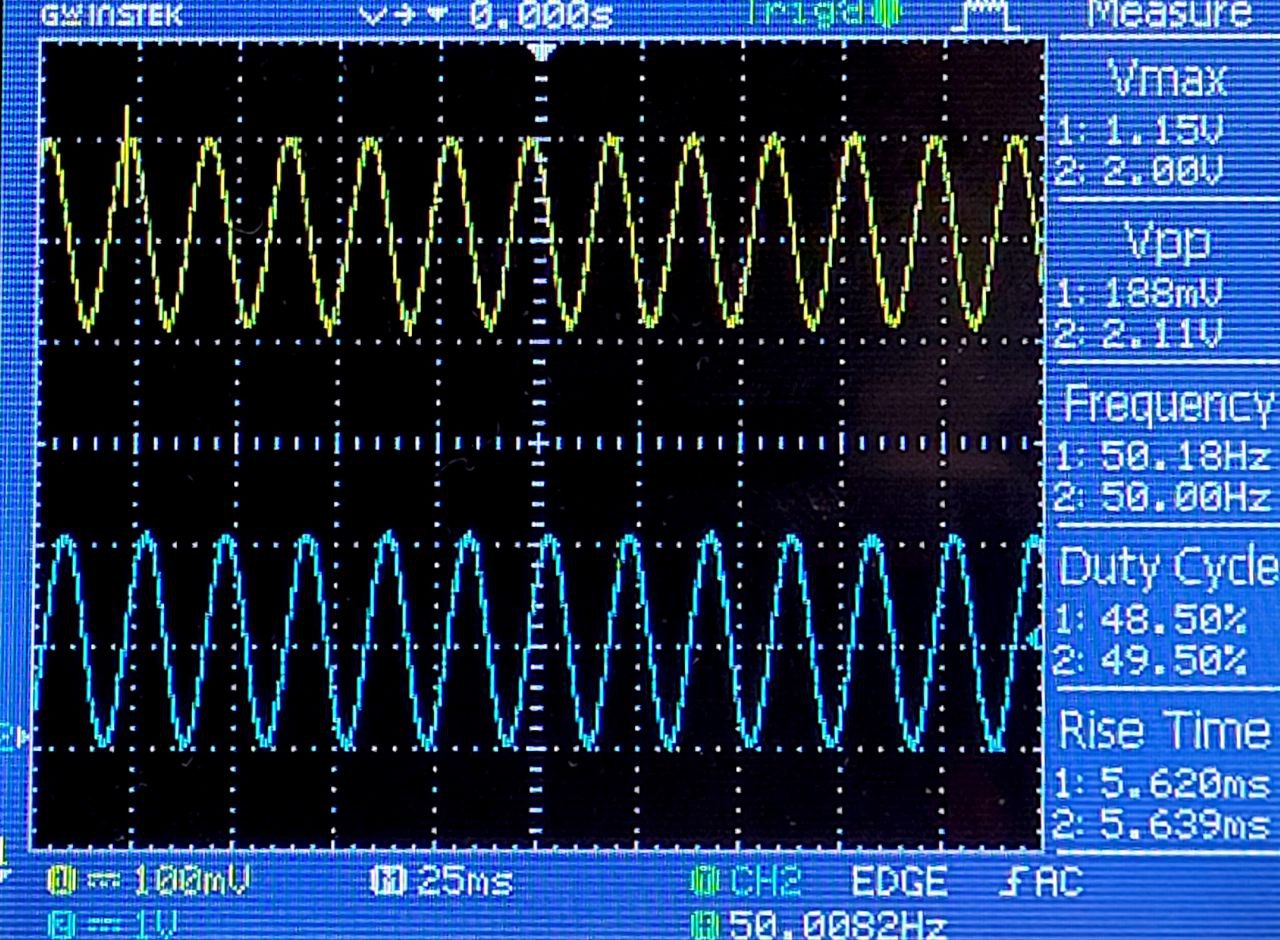 GW INSTEK 0.000s Trig'd Measure
Vmax
1: 1.15V
2: 2.00V
Vpp
1: 188mV
2: 2.11V
Frequency
1: 50.18Hz
2: 50.00Hz
Duty Cycle
1: 48.50%
2: 49.50%
Rise Time
1: 5.620ms
2: 5.639ms
2
1
1 100mV M 25ms T CH2 EDGE AC
2 1V 50.0082Hz